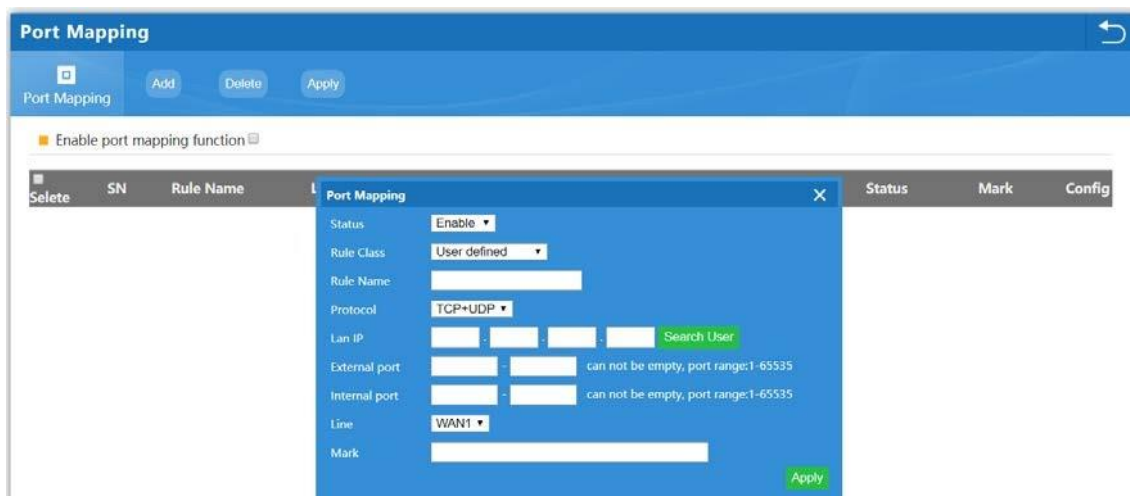 Port Mapping
Port Mapping
Add
Delete
Apply
Enable port mapping function
Selete SN Rule Name L Status Mark Config
Port Mapping
Status Enable
Rule Class User defined
Rule Name
Protocol TCP+UDP
Lan IP . . . Search User
External port - can not be empty, port range:1-65535
Internal port - can not be empty, port range:1-65535
Line WAN1
Mark
Apply